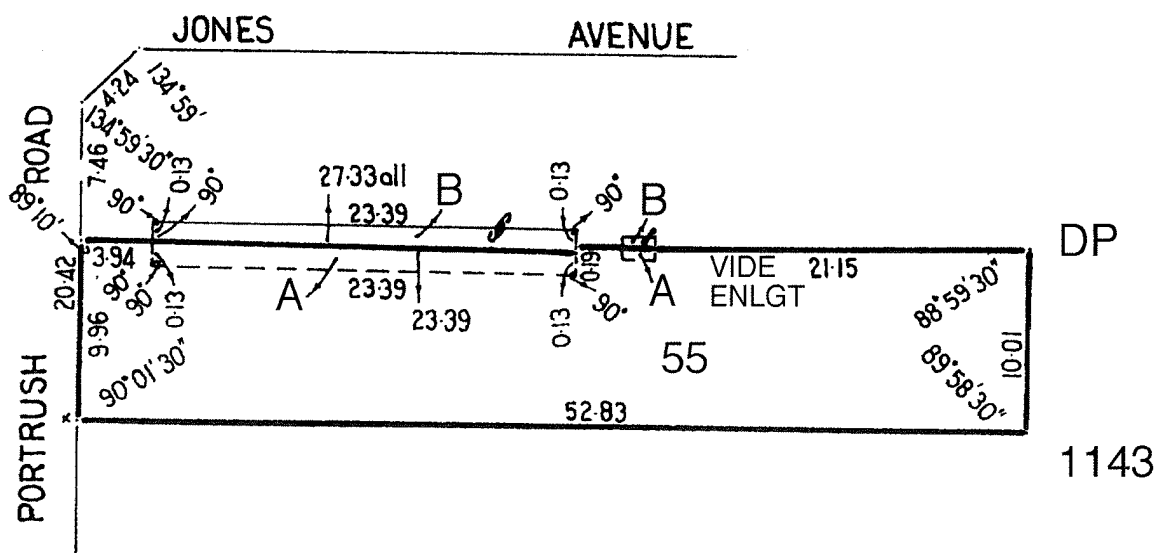 JONES AVENUE
ROAD
4·24
134°59'
134°59'30"
7·46
0·13
90°
90°
89°10'
27·33all
23·39
B
0·13
90°
B
DP
3·94
90°
90°
0·13
A
23·39
23·39
0·19
0·13
90°
A
VIDE
ENLGT
21·15
88°59'30"
20·42
9·96
90°01'30"
55
89°58'30"
10·01
52·83
PORTRUSH
1143